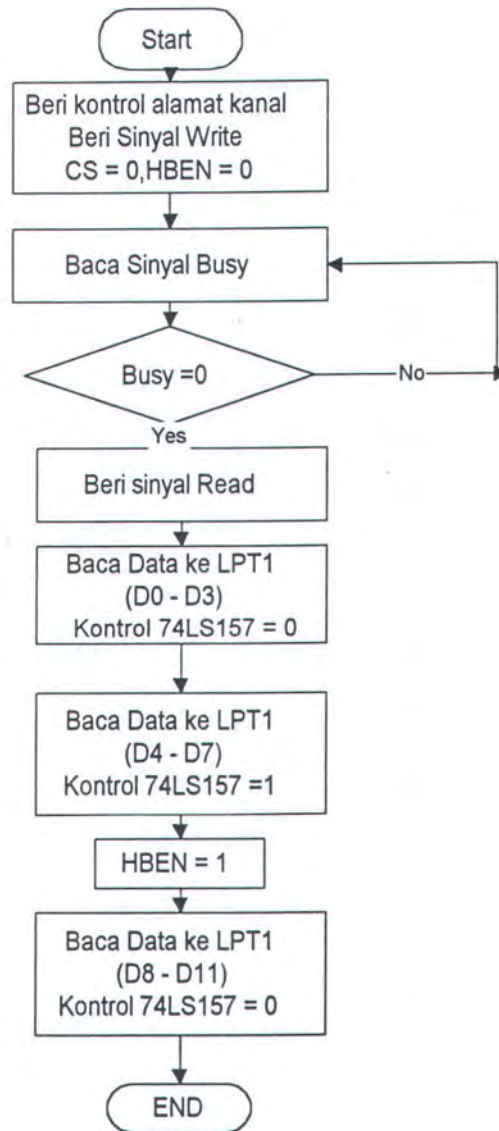 Start
Beri kontrol alamat kanal
Beri Sinyal Write
CS = 0,HBEN = 0
Baca Sinyal Busy
Busy =0
No
Yes
Beri sinyal Read
Baca Data ke LPT1
(D0 - D3)
Kontrol 74LS157 = 0
Baca Data ke LPT1
(D4 - D7)
Kontrol 74LS157 =1
HBEN = 1
Baca Data ke LPT1
(D8 - D11)
Kontrol 74LS157 = 0
END